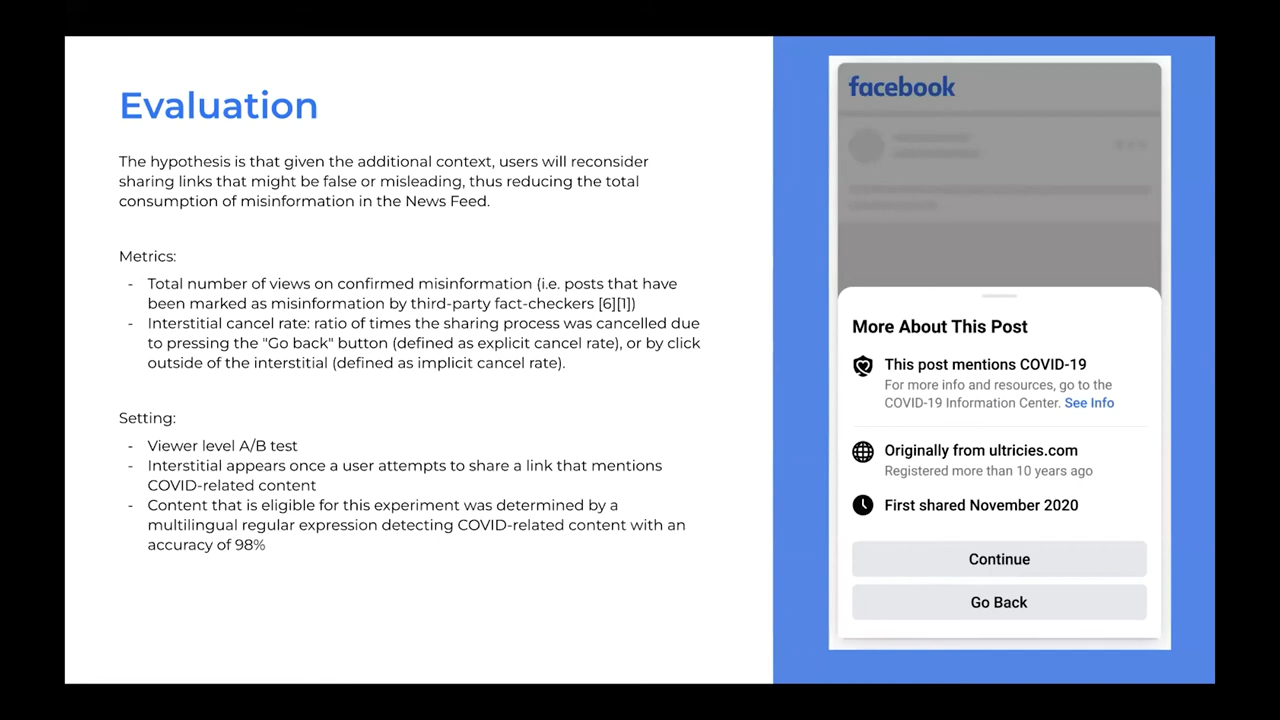 Evaluation
The hypothesis is that given the additional context, users will reconsider
sharing links that might be false or misleading, thus reducing the total
consumption of misinformation in the News Feed.
Metrics:
- Total number of views on confirmed misinformation (i.e. posts that have
been marked as misinformation by third-party fact-checkers [6][1])
- Interstitial cancel rate: ratio of times the sharing process was cancelled due
to pressing the "Go back" button (defined as explicit cancel rate), or by click
outside of the interstitial (defined as implicit cancel rate).
Setting:
- Viewer level A/B test
- Interstitial appears once a user attempts to share a link that mentions
COVID-related content
- Content that is eligible for this experiment was determined by a
multilingual regular expression detecting COVID-related content with an
accuracy of 98%
facebook
More About This Post
This post mentions COVID-19
For more info and resources, go to the
COVID-19 Information Center. See Info
Originally from ultricies.com
Registered more than 10 years ago
First shared November 2020
Continue
Go Back